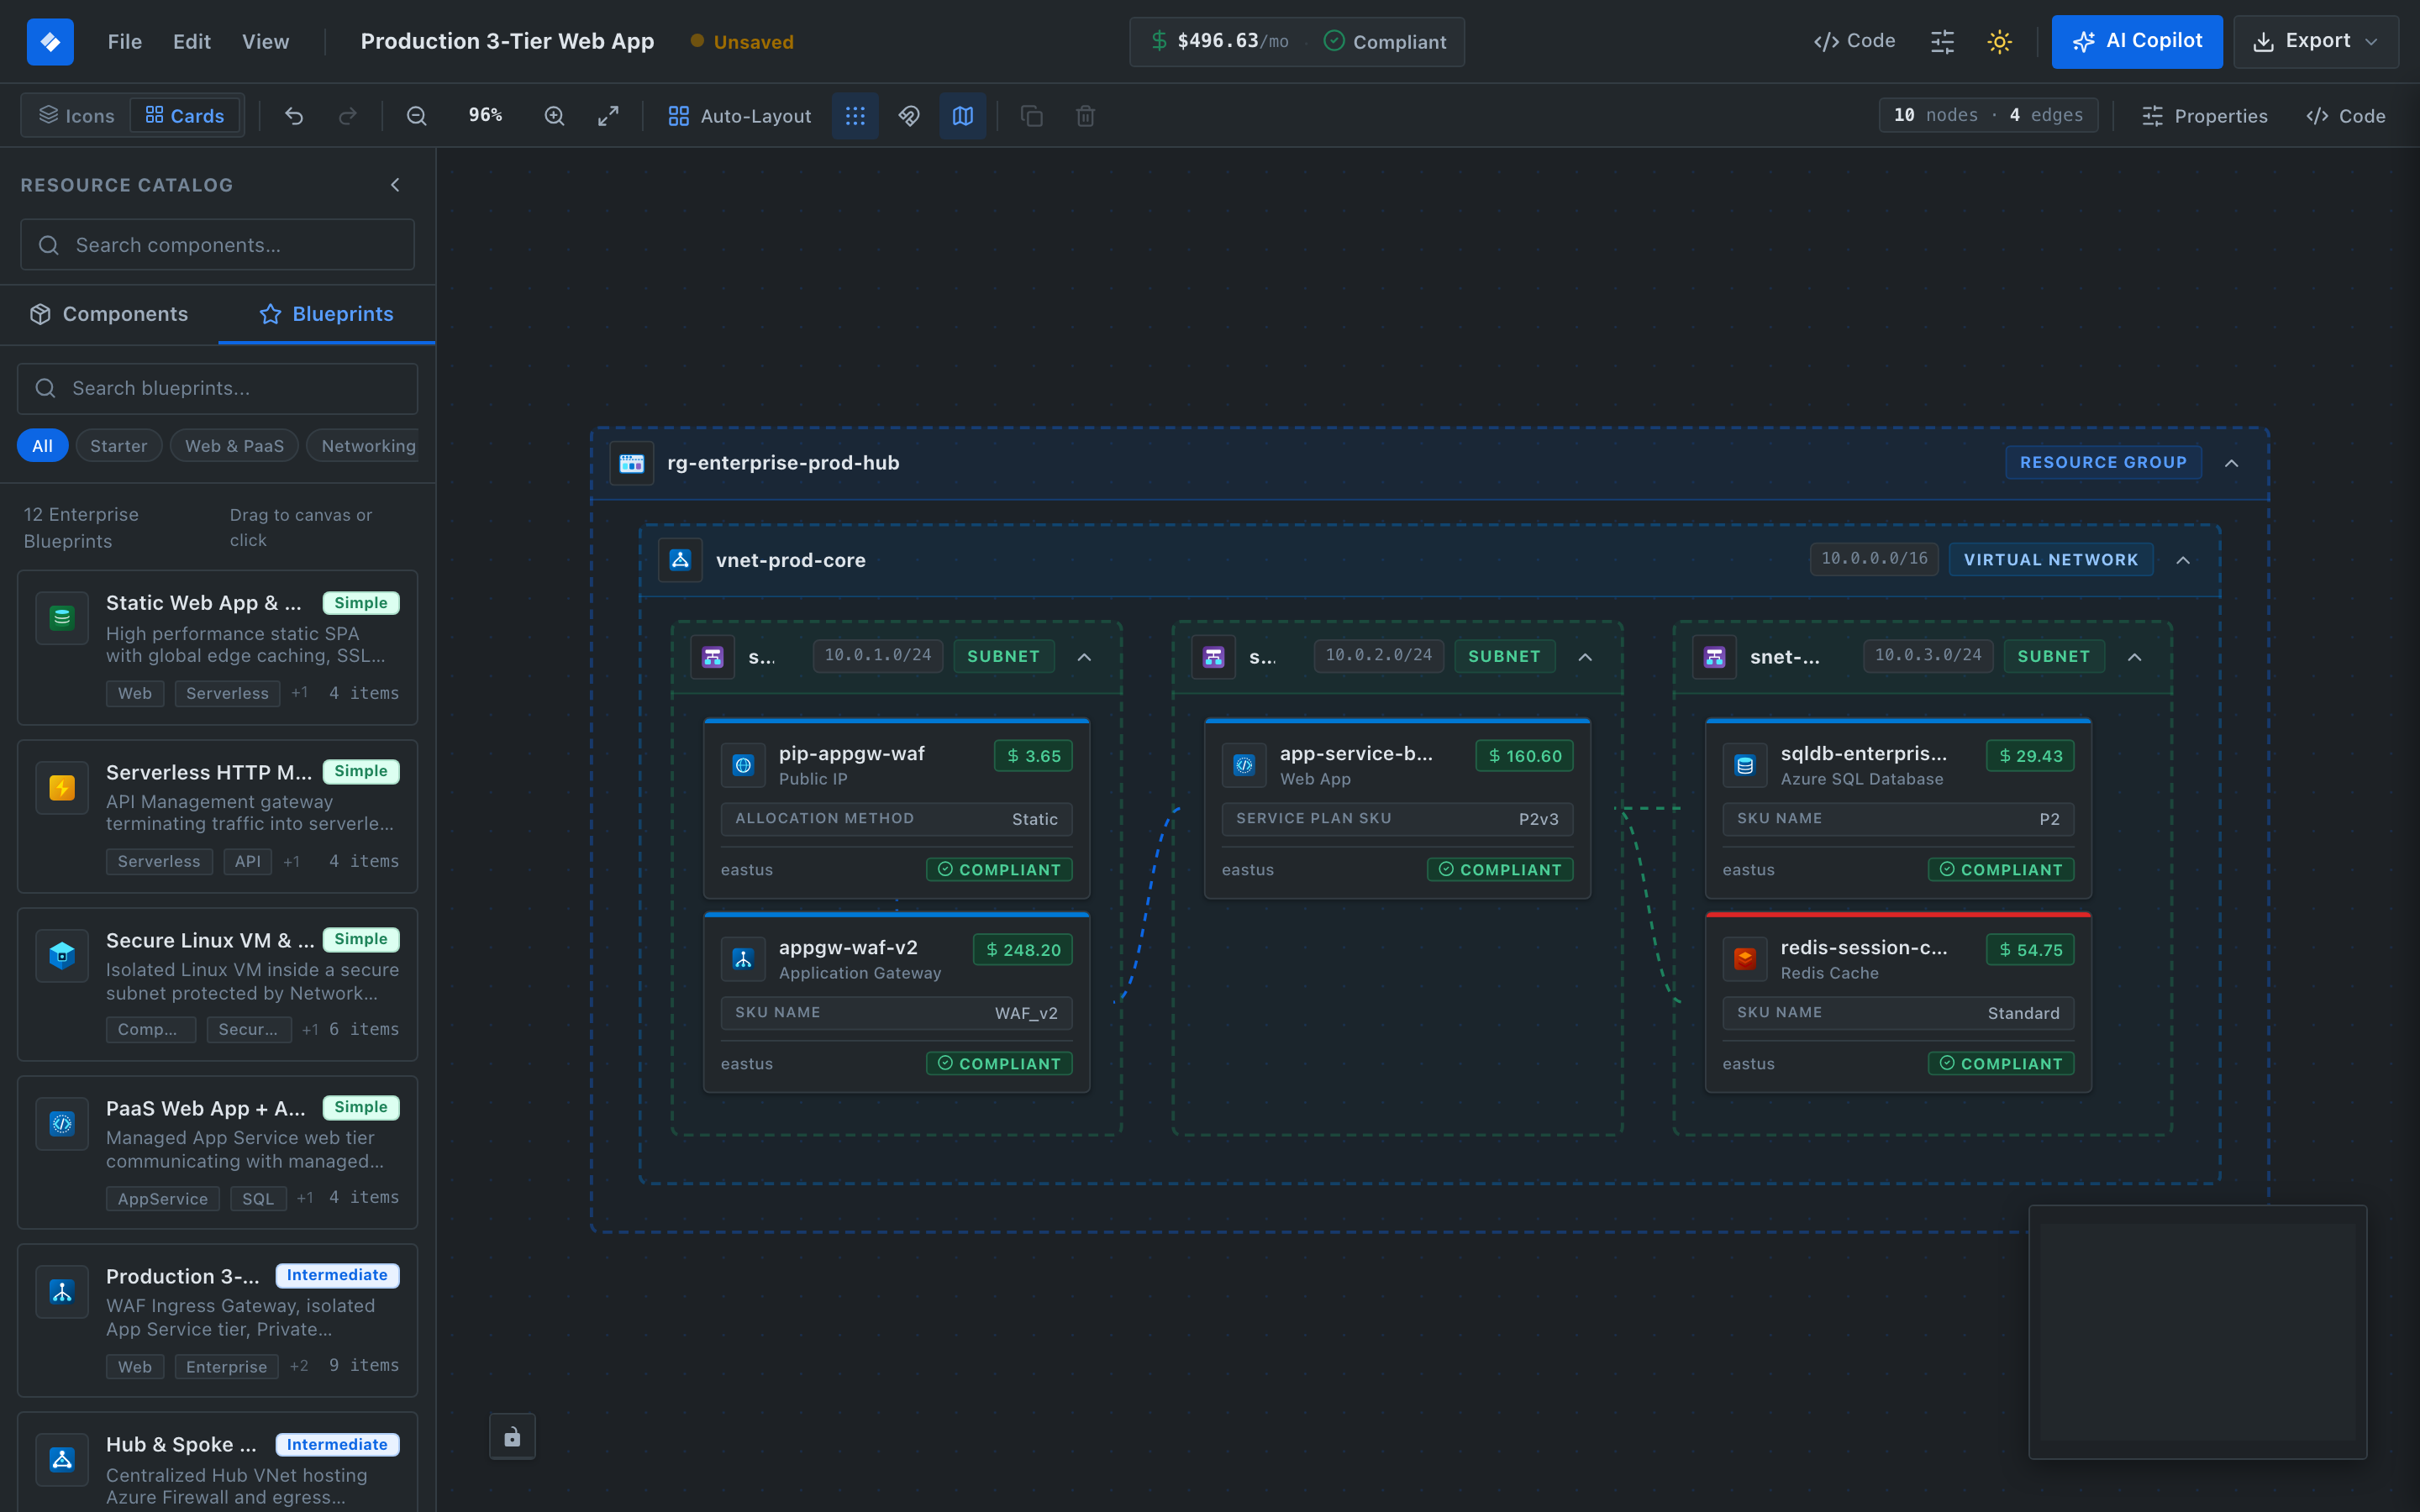 File Edit View Production 3-Tier Web App Unsaved $496.63/mo · Compliant Code AI Copilot Export
Icons Cards 96% Auto-Layout 10 nodes · 4 edges Properties Code
RESOURCE CATALOG
Search components...
Components Blueprints
Search blueprints...
All Starter Web & PaaS Networking
12 Enterprise Blueprints
Drag to canvas or click
Static Web App & ... Simple
High performance static SPA
with global edge caching, SSL...
Web Serverless +1 4 items
Serverless HTTP M... Simple
API Management gateway
terminating traffic into serverle...
Serverless API +1 4 items
Secure Linux VM & ... Simple
Isolated Linux VM inside a secure
subnet protected by Network...
Comp... Secur... +1 6 items
PaaS Web App + A... Simple
Managed App Service web tier
communicating with managed...
AppService SQL +1 4 items
Production 3-... Intermediate
WAF Ingress Gateway, isolated
App Service tier, Private...
Web Enterprise +2 9 items
Hub & Spoke ... Intermediate
Centralized Hub VNet hosting
Azure Firewall and egress...
rg-enterprise-prod-hub RESOURCE GROUP
vnet-prod-core 10.0.0.0/16 VIRTUAL NETWORK
s... 10.0.1.0/24 SUBNET
pip-appgw-waf $ 3.65
Public IP
ALLOCATION METHOD Static
eastus COMPLIANT
appgw-waf-v2 $ 248.20
Application Gateway
SKU NAME WAF_v2
eastus COMPLIANT
s... 10.0.2.0/24 SUBNET
app-service-b... $ 160.60
Web App
SERVICE PLAN SKU P2v3
eastus COMPLIANT
snet-... 10.0.3.0/24 SUBNET
sqldb-enterpris... $ 29.43
Azure SQL Database
SKU NAME P2
eastus COMPLIANT
redis-session-c... $ 54.75
Redis Cache
SKU NAME Standard
eastus COMPLIANT